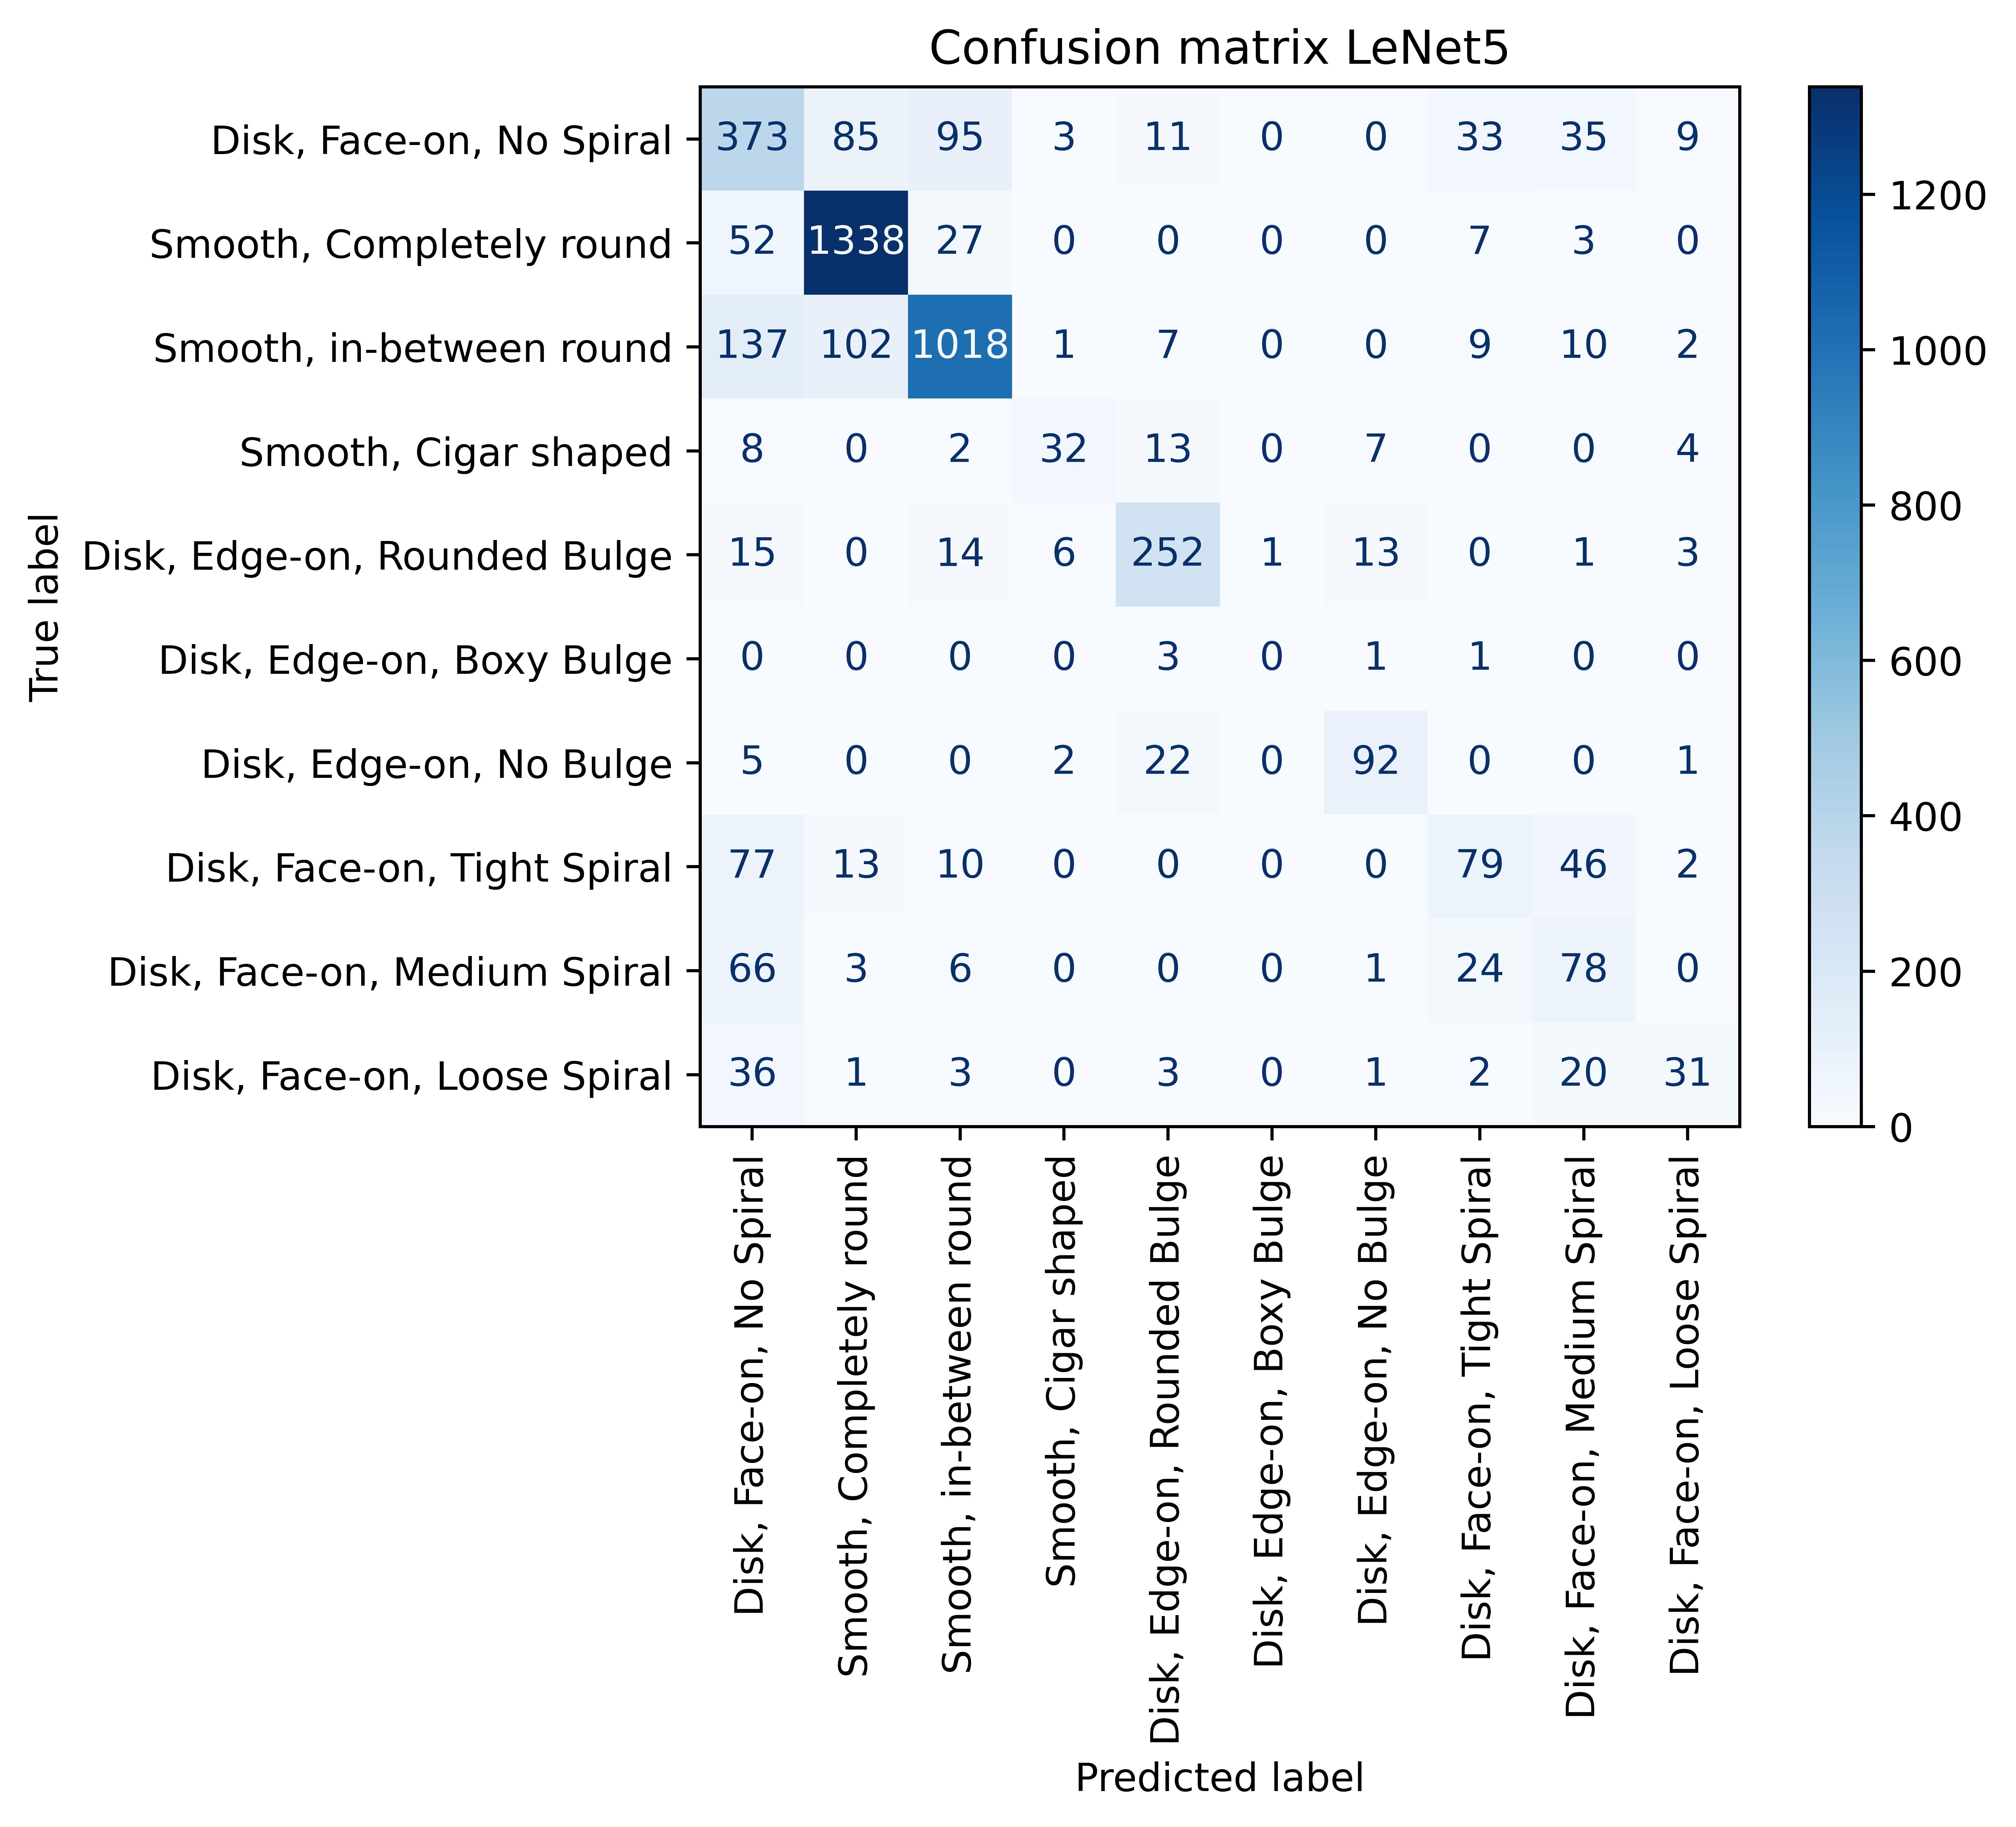 Confusion matrix LeNet5
True label
Disk, Face-on, No Spiral 373 85 95 3 11 0 0 33 35 9
Smooth, Completely round 52 1338 27 0 0 0 0 7 3 0
Smooth, in-between round 137 102 1018 1 7 0 0 9 10 2
Smooth, Cigar shaped 8 0 2 32 13 0 7 0 0 4
Disk, Edge-on, Rounded Bulge 15 0 14 6 252 1 13 0 1 3
Disk, Edge-on, Boxy Bulge 0 0 0 0 3 0 1 1 0 0
Disk, Edge-on, No Bulge 5 0 0 2 22 0 92 0 0 1
Disk, Face-on, Tight Spiral 77 13 10 0 0 0 0 79 46 2
Disk, Face-on, Medium Spiral 66 3 6 0 0 0 1 24 78 0
Disk, Face-on, Loose Spiral 36 1 3 0 3 0 1 2 20 31
Disk, Face-on, No Spiral
Smooth, Completely round
Smooth, in-between round
Smooth, Cigar shaped
Disk, Edge-on, Rounded Bulge
Disk, Edge-on, Boxy Bulge
Disk, Edge-on, No Bulge
Disk, Face-on, Tight Spiral
Disk, Face-on, Medium Spiral
Disk, Face-on, Loose Spiral
Predicted label
1200
1000
800
600
400
200
0